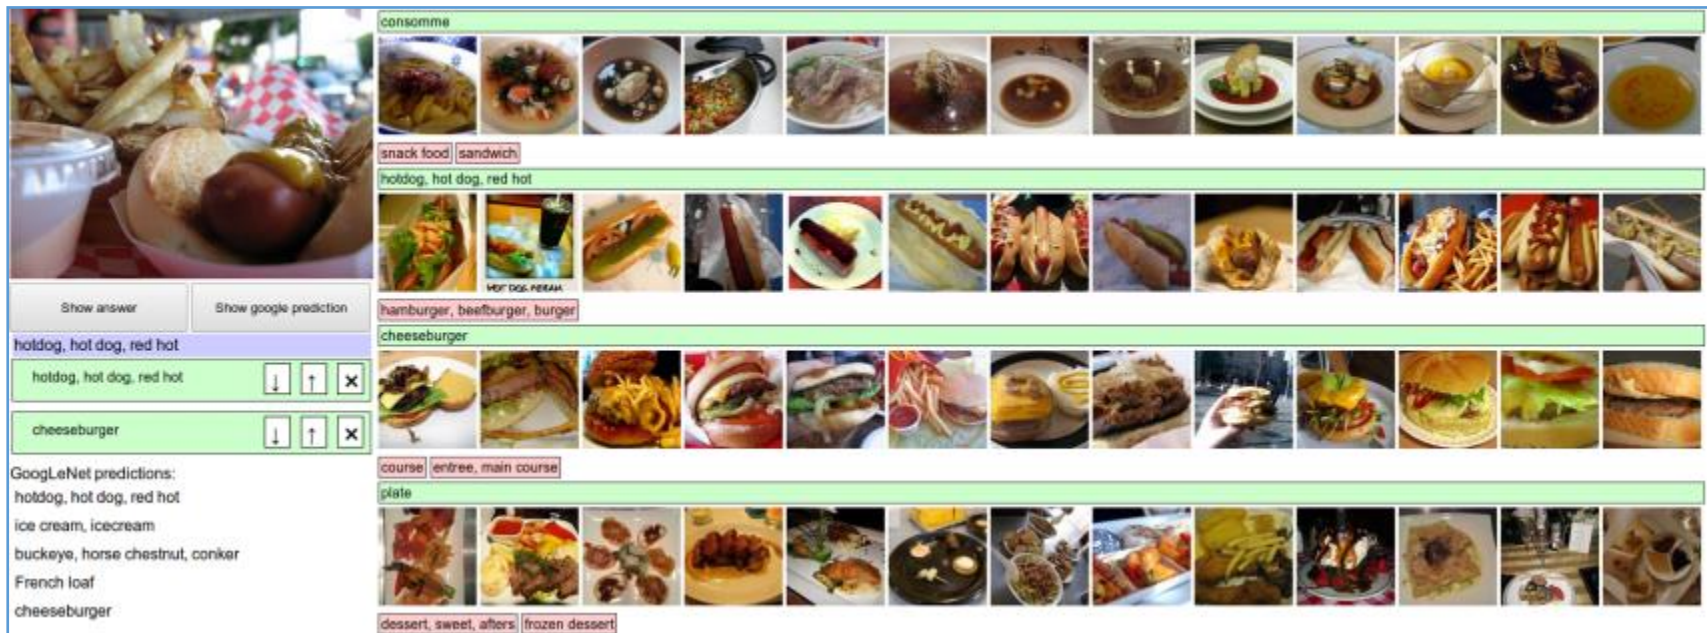 Show answer
Show google prediction
hotdog, hot dog, red hot
hotdog, hot dog, red hot ↓ ↑ ×
cheeseburger ↓ ↑ ×
GoogLeNet predictions:
hotdog, hot dog, red hot
ice cream, icecream
buckeye, horse chestnut, conker
French loaf
cheeseburger
consomme
snack food sandwich
hotdog, hot dog, red hot
HOT DOG
hamburger, beefburger, burger
cheeseburger
course entree, main course
plate
dessert, sweet, afters frozen dessert